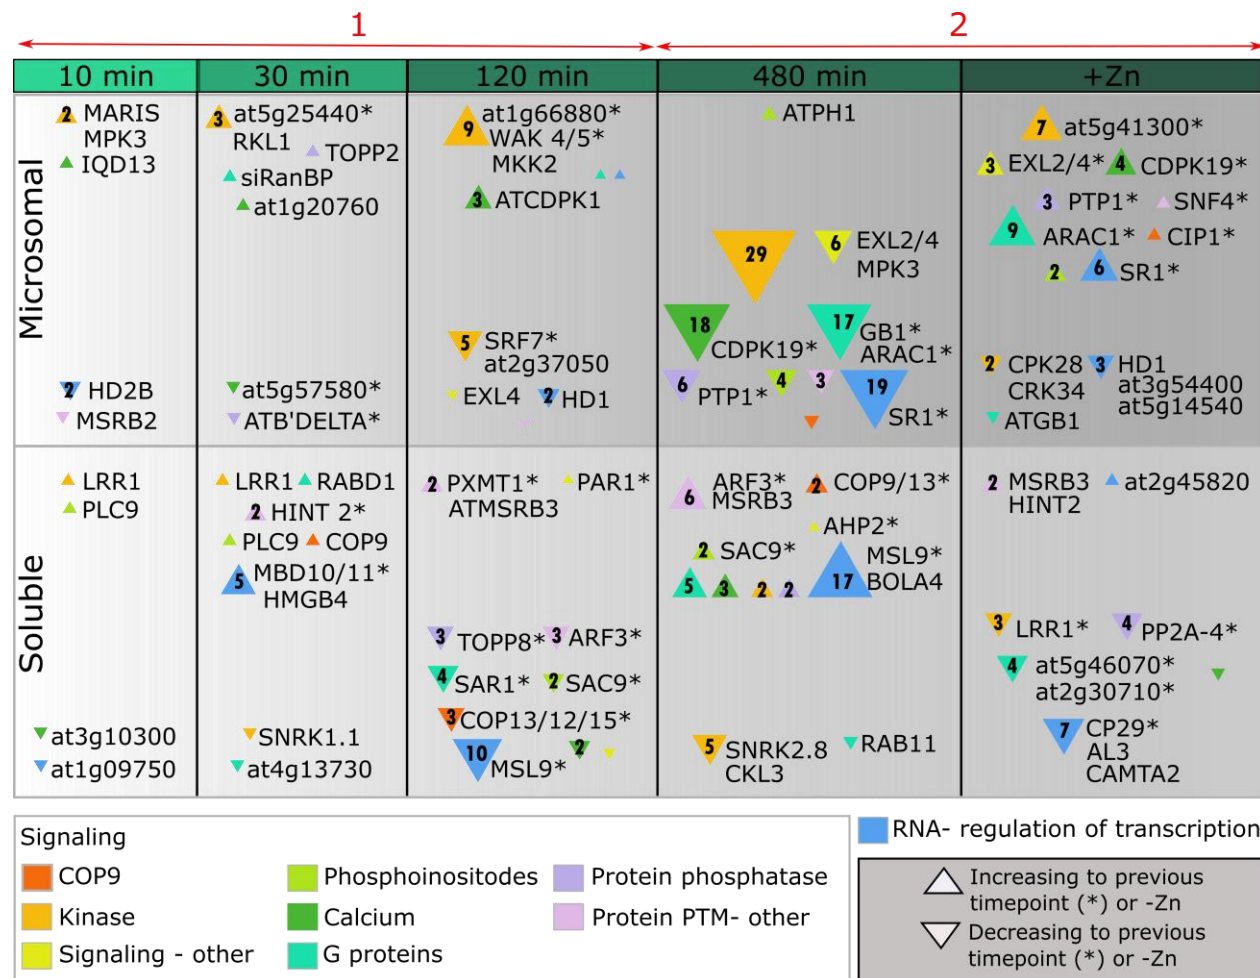 1
2
10 min
30 min
120 min
480 min
+Zn
Microsomal
2 MARIS
MPK3
IQD13
2 HD2B
MSRB2
3 at5g25440*
RKL1
TOPP2
siRanBP
at1g20760
at5g57580*
ATB'DELTA*
9 at1g66880*
WAK 4/5*
MKK2
3 ATCDPK1
5 SRF7*
at2g37050
EXL4
2 HD1
ATPH1
29
6 EXL2/4
MPK3
18
CDPK19*
17 GB1*
ARAC1*
6 PTP1*
4
3
19
SR1*
7 at5g41300*
3 EXL2/4*
4 CDPK19*
3 PTP1*
SNF4*
9
ARAC1*
CIP1*
2
6 SR1*
2 CPK28
CRK34
3 HD1
at3g54400
at5g14540
ATGB1
Soluble
LRR1
PLC9
at3g10300
at1g09750
LRR1
RABD1
2 HINT 2*
PLC9
COP9
5 MBD10/11*
HMGB4
SNRK1.1
at4g13730
2 PXMT1*
ATMSRB3
PAR1*
3 TOPP8*
3 ARF3*
4 SAR1*
2 SAC9*
3 COP13/12/15*
10 MSL9*
2
6 ARF3*
MSRB3
2 COP9/13*
AHP2*
2 SAC9*
5
3
2
2
17 MSL9*
BOLA4
5 SNRK2.8
CKL3
RAB11
2 MSRB3
HINT2
at2g45820
3 LRR1*
4 PP2A-4*
4 at5g46070*
at2g30710*
7 CP29*
AL3
CAMTA2
Signaling
COP9
Kinase
Signaling - other
Phosphoinositodes
Calcium
G proteins
Protein phosphatase
Protein PTM- other
RNA- regulation of transcription
Increasing to previous
timepoint (*) or -Zn
Decreasing to previous
timepoint (*) or -Zn